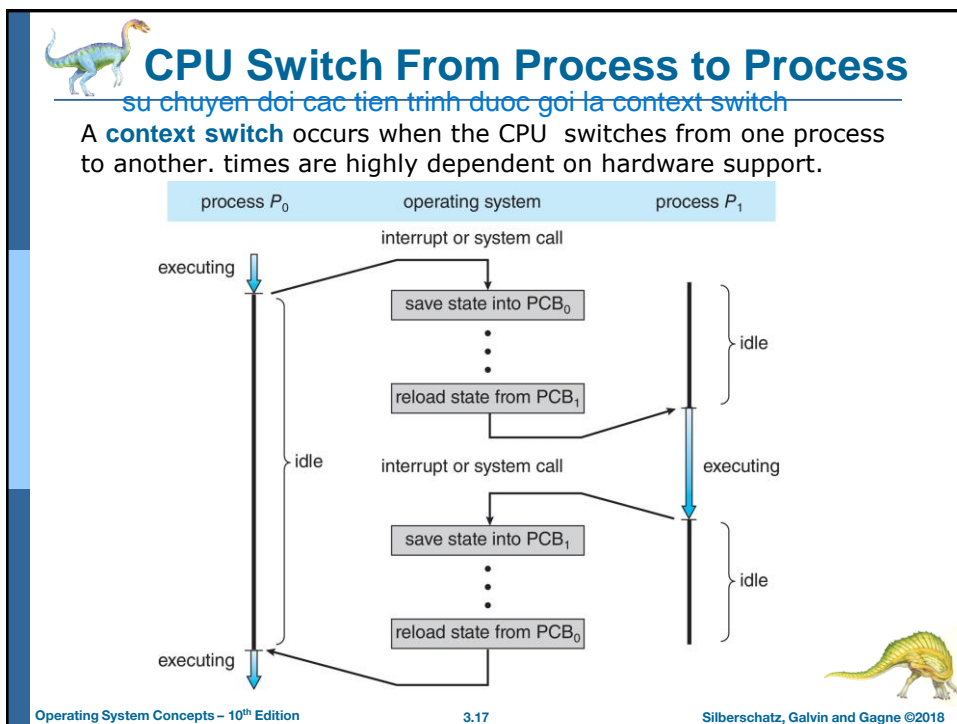 CPU Switch From Process to Process
su chuyen doi cac tien trinh duoc goi la context switch
A context switch occurs when the CPU switches from one process
to another. times are highly dependent on hardware support.
process P0 operating system process P1
interrupt or system call
executing
save state into PCB0
idle
reload state from PCB1
idle
interrupt or system call
executing
save state into PCB1
idle
reload state from PCB0
executing
Operating System Concepts – 10th Edition 3.17 Silberschatz, Galvin and Gagne ©2018